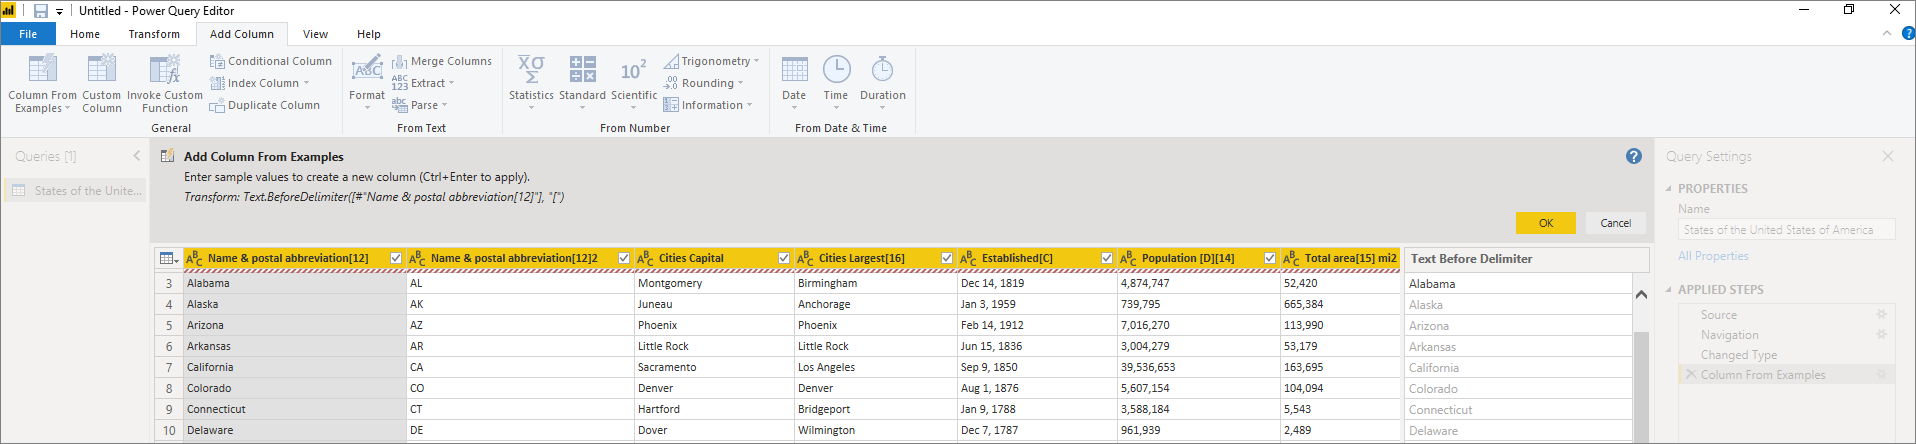 Untitled - Power Query Editor
File Home Transform Add Column View Help
Column From Examples
Custom Column
Invoke Custom Function
Conditional Column
Index Column
Duplicate Column
General
Format
Merge Columns
Extract
Parse
From Text
Statistics
Standard
Scientific
Trigonometry
Rounding
Information
From Number
Date
Time
Duration
From Date & Time
Queries [1]
States of the Unite...
Add Column From Examples
Enter sample values to create a new column (Ctrl+Enter to apply).
Transform: Text.BeforeDelimiter([#"Name & postal abbreviation[12]"], "[")
OK Cancel
Name & postal abbreviation[12] Name & postal abbreviation[12]2 Cities Capital Cities Largest[16] Established[C] Population [D][14] Total area[15] mi2 Text Before Delimiter
3 Alabama AL Montgomery Birmingham Dec 14, 1819 4,874,747 52,420 Alabama
4 Alaska AK Juneau Anchorage Jan 3, 1959 739,795 665,384 Alaska
5 Arizona AZ Phoenix Phoenix Feb 14, 1912 7,016,270 113,990 Arizona
6 Arkansas AR Little Rock Little Rock Jun 15, 1836 3,004,279 53,179 Arkansas
7 California CA Sacramento Los Angeles Sep 9, 1850 39,536,653 163,695 California
8 Colorado CO Denver Denver Aug 1, 1876 5,607,154 104,094 Colorado
9 Connecticut CT Hartford Bridgeport Jan 9, 1788 3,588,184 5,543 Connecticut
10 Delaware DE Dover Wilmington Dec 7, 1787 961,939 2,489 Delaware
Query Settings
PROPERTIES
Name
States of the United States of America
All Properties
APPLIED STEPS
Source
Navigation
Changed Type
Column From Examples